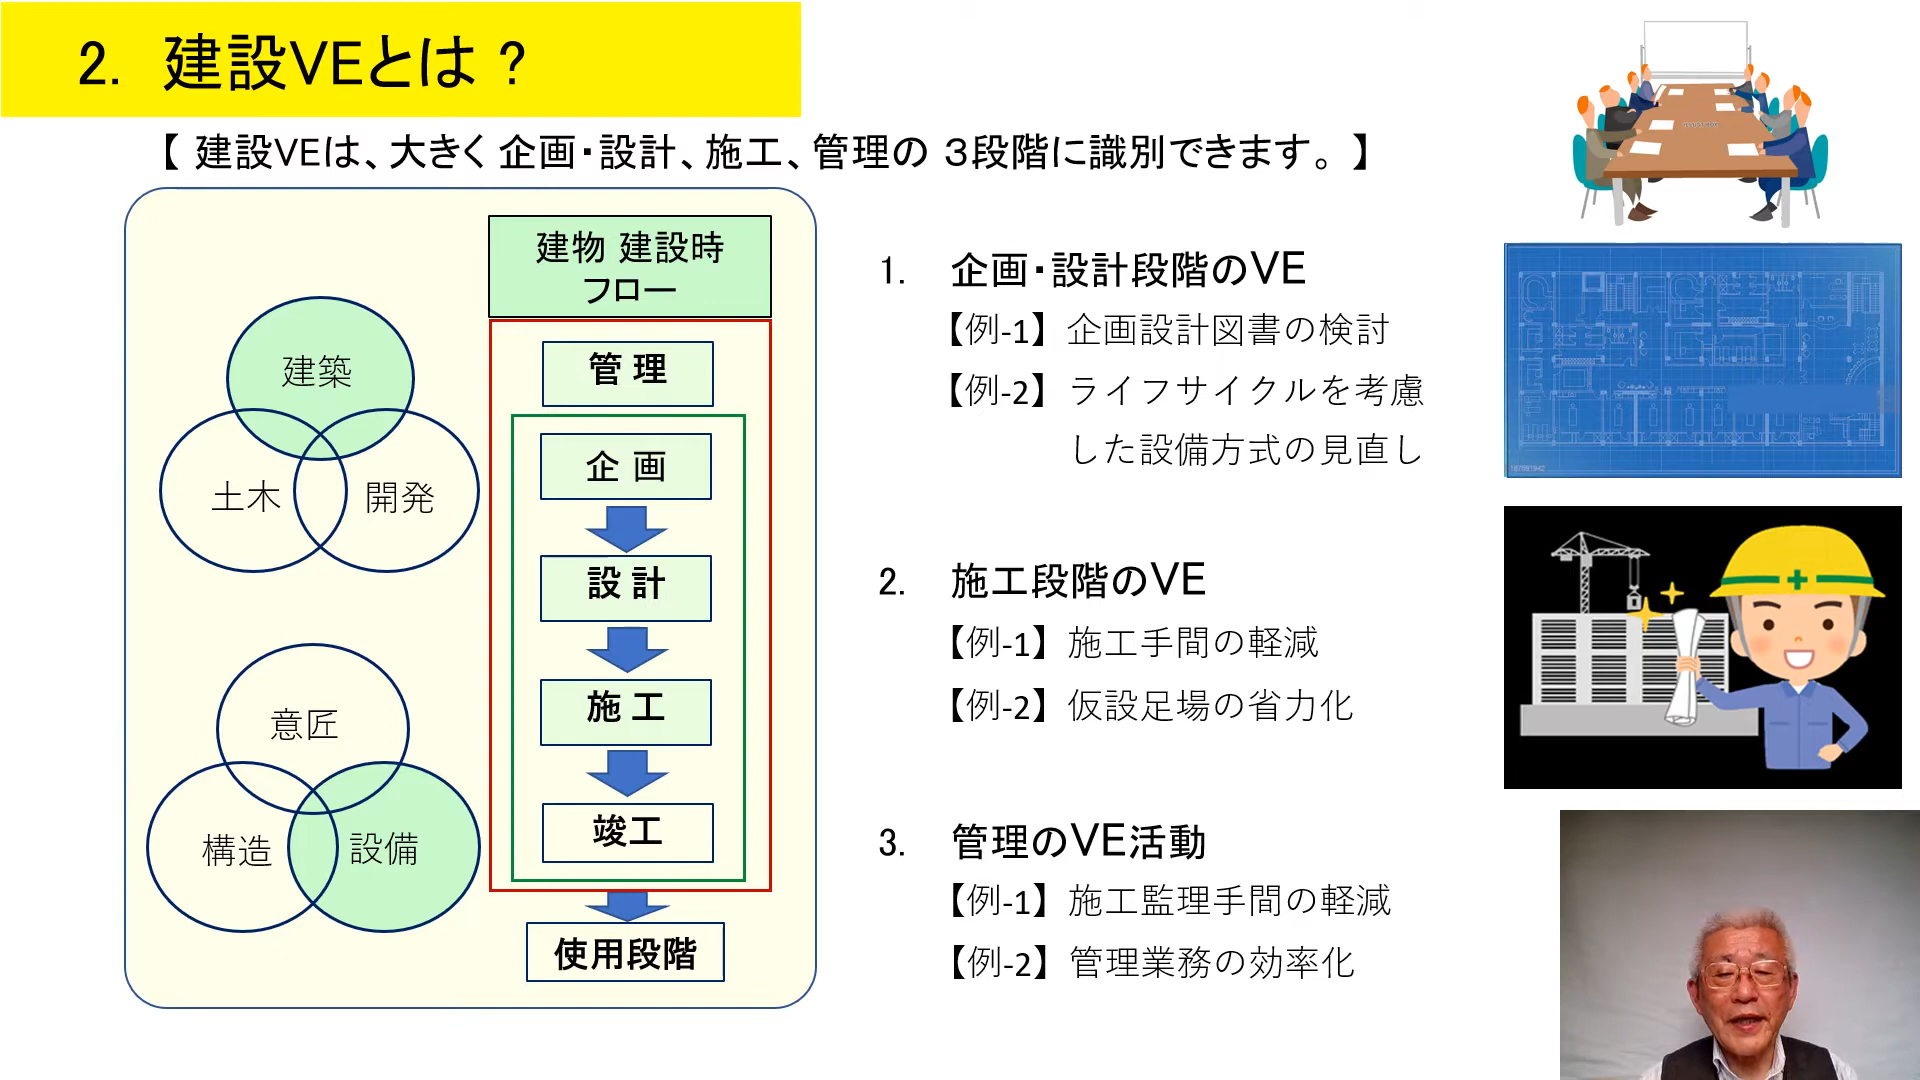 2. 建設VEとは？
【 建設VEは、大きく 企画・設計、施工、管理の ３段階に識別できます。 】
建物 建設時
フロー
建築
土木
開発
意匠
構造
設備
管 理
企 画
設 計
施 工
竣工
使用段階
1. 企画・設計段階のVE
【例-1】 企画設計図書の検討
【例-2】 ライフサイクルを考慮
した設備方式の見直し
2. 施工段階のVE
【例-1】 施工手間の軽減
【例-2】 仮設足場の省力化
3. 管理のVE活動
【例-1】 施工監理手間の軽減
【例-2】 管理業務の効率化